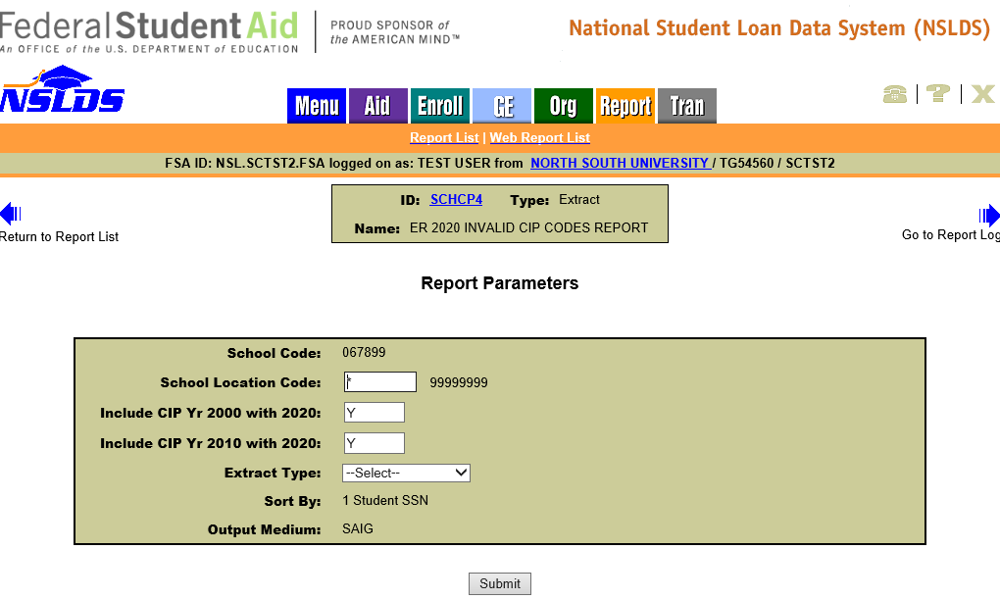 Federal Student Aid
An OFFICE of the U.S. DEPARTMENT of EDUCATION
PROUD SPONSOR of
the AMERICAN MIND™
National Student Loan Data System (NSLDS)
NSLDS
Menu Aid Enroll GE Org Report Tran
? X
Report List | Web Report List
FSA ID: NSL.SCTST2.FSA logged on as: TEST USER from NORTH SOUTH UNIVERSITY / TG54560 / SCTST2
ID: SCHCP4 Type: Extract
Name: ER 2020 INVALID CIP CODES REPORT
Return to Report List
Go to Report Log
Report Parameters
School Code: 067899
School Location Code: * 99999999
Include CIP Yr 2000 with 2020: Y
Include CIP Yr 2010 with 2020: Y
Extract Type: --Select--
Sort By: 1 Student SSN
Output Medium: SAIG
Submit